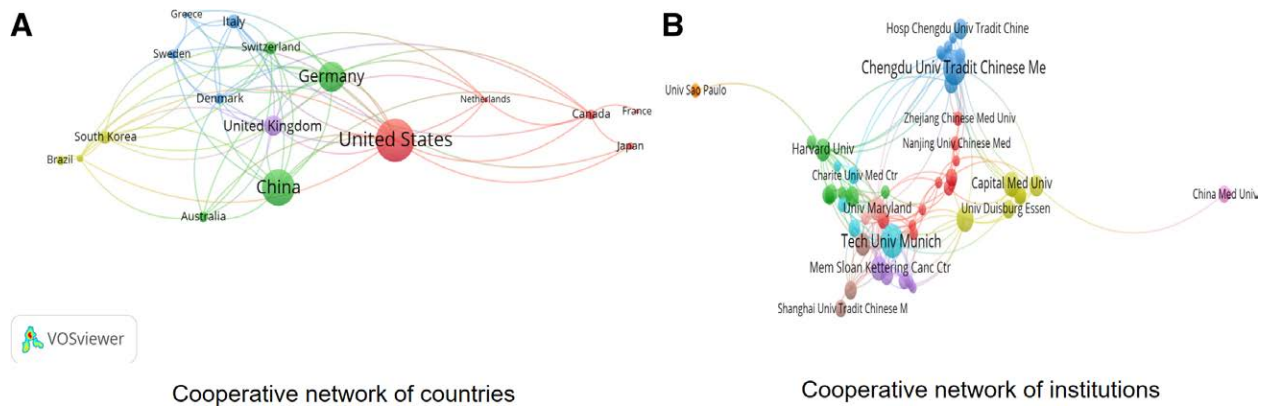 A
Greece
Italy
Sweden
Switzerland
Germany
Denmark
United Kingdom
Netherlands
Canada
France
Japan
United States
South Korea
Brazil
China
Australia
VOSviewer
Cooperative network of countries
B
Hosp Chengdu Univ Tradit Chine
Chengdu Univ Tradit Chinese Me
Univ Sao Paulo
Zhejiang Chinese Med Univ
Harvard Univ
Nanjing Univ Chinese Med
Charite Univ Med Ctr
Capital Med Univ
China Med Univ.
Univ Maryland
Univ Duisburg Essen
Tech Univ Munich
Mem Sloan Kettering Canc Ctr
Shanghai Univ Tradit Chinese M
Cooperative network of institutions